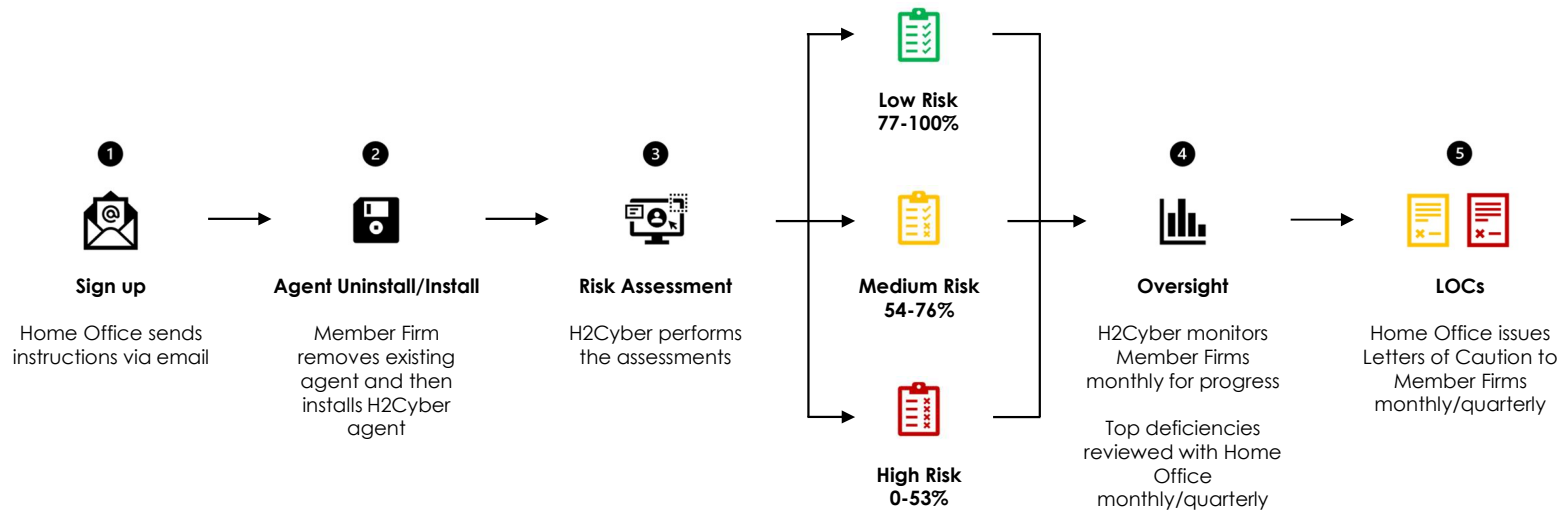 1
Sign up
Home Office sends
instructions via email
2
Agent Uninstall/Install
Member Firm
removes existing
agent and then
installs H2Cyber
agent
3
Risk Assessment
H2Cyber performs
the assessments
Low Risk
77-100%
Medium Risk
54-76%
High Risk
0-53%
4
Oversight
H2Cyber monitors
Member Firms
monthly for progress
Top deficiencies
reviewed with Home
Office
monthly/quarterly
5
LOCs
Home Office issues
Letters of Caution to
Member Firms
monthly/quarterly